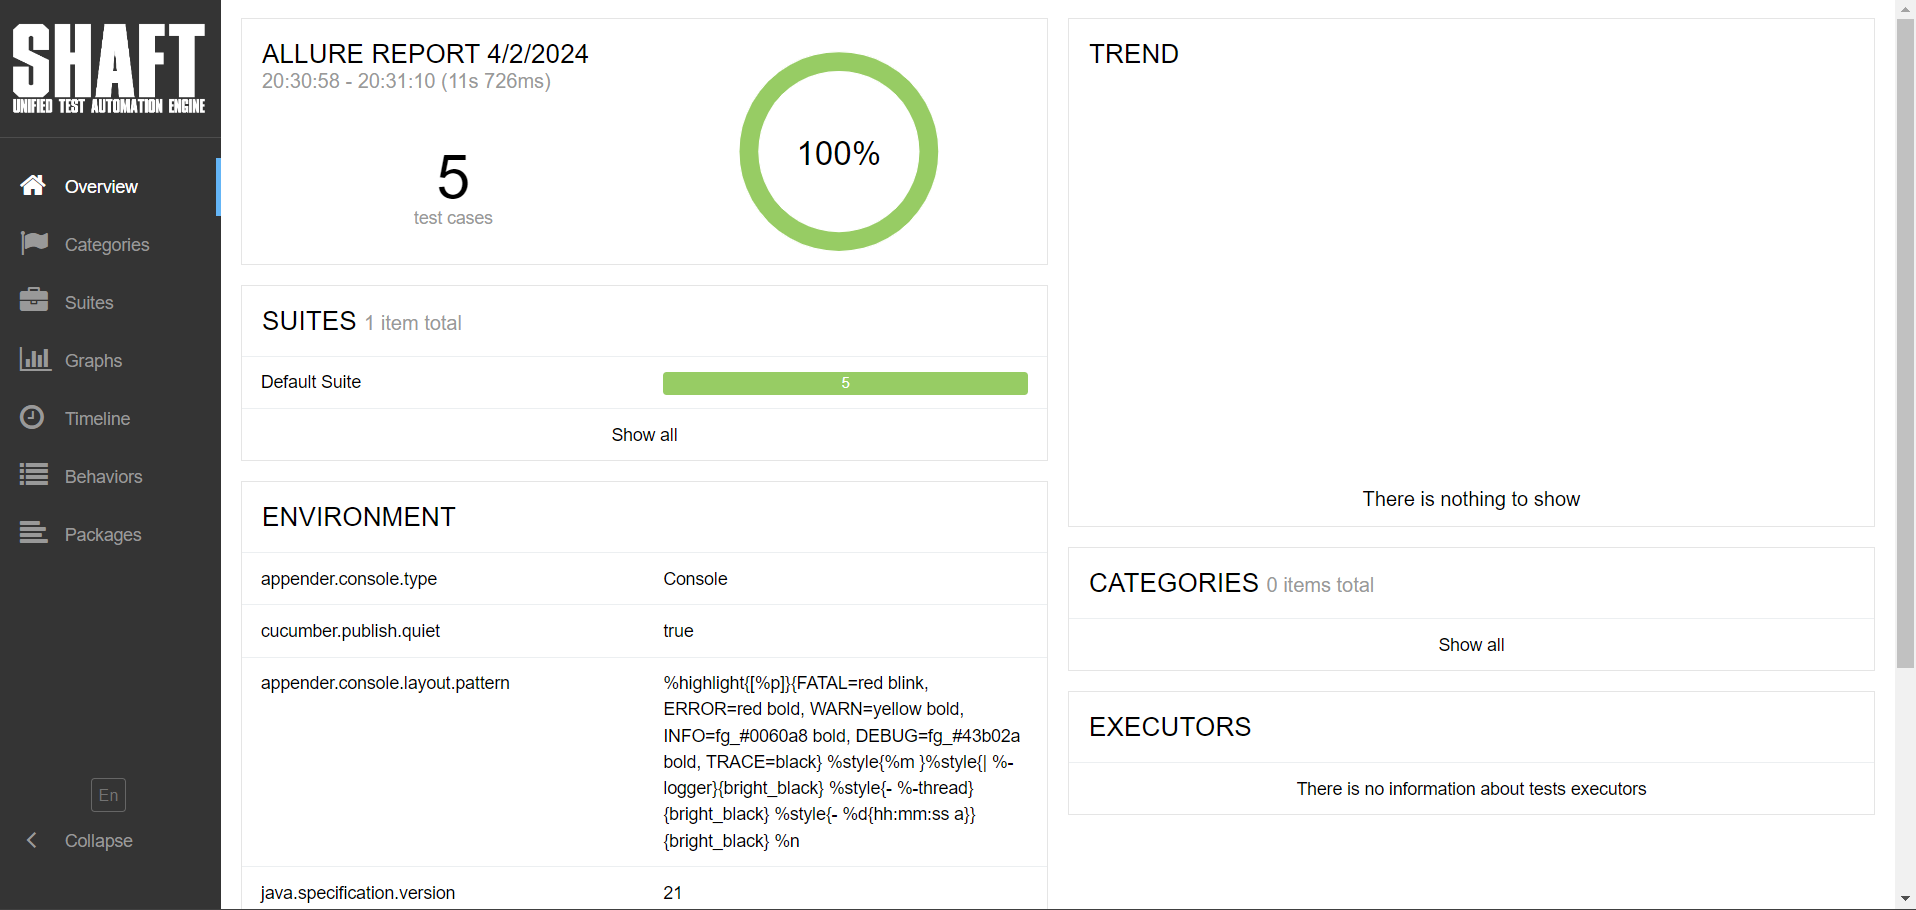 SHAFT
UNIFIED TEST AUTOMATION ENGINE
Overview
Categories
Suites
Graphs
Timeline
Behaviors
Packages
En
Collapse
ALLURE REPORT 4/2/2024
20:30:58 - 20:31:10 (11s 726ms)
5
test cases
100%
SUITES 1 item total
Default Suite 5
Show all
ENVIRONMENT
appender.console.type Console
cucumber.publish.quiet true
appender.console.layout.pattern %highlight{[%p]}{FATAL=red blink,
ERROR=red bold, WARN=yellow bold,
INFO=fg_#0060a8 bold, DEBUG=fg_#43b02a
bold, TRACE=black} %style{%m }%style{| %-
logger}{bright_black} %style{- %-thread}
{bright_black} %style{- %d{hh:mm:ss a}}
{bright_black} %n
java.specification.version 21
TREND
There is nothing to show
CATEGORIES 0 items total
Show all
EXECUTORS
There is no information about tests executors